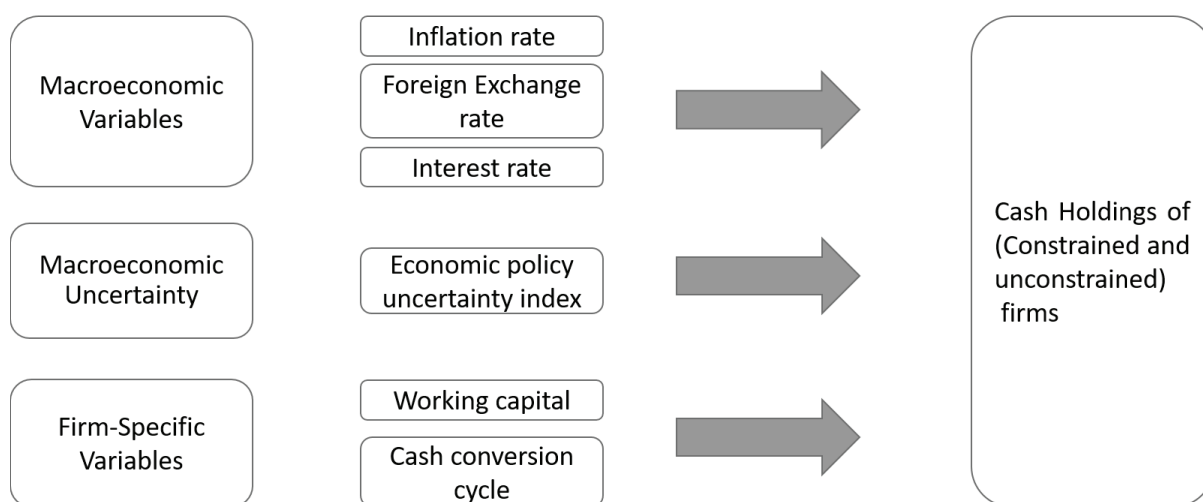 Macroeconomic
Variables
Inflation rate
Foreign Exchange
rate
Interest rate
Macroeconomic
Uncertainty
Economic policy
uncertainty index
Firm-Specific
Variables
Working capital
Cash conversion
cycle
Cash Holdings of
(Constrained and
unconstrained)
firms